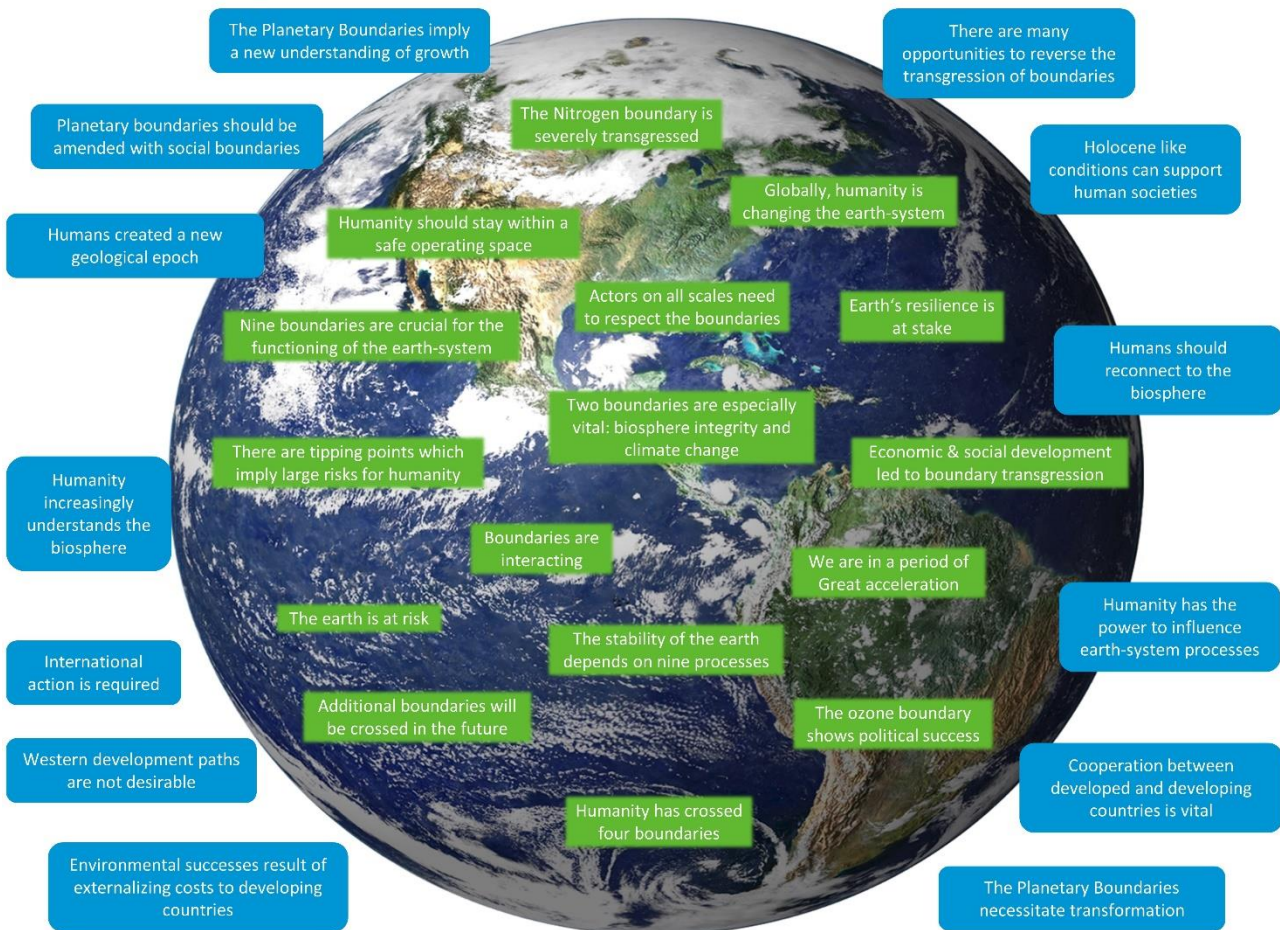 The Planetary Boundaries imply
a new understanding of growth
There are many
opportunities to reverse the
transgression of boundaries
The Nitrogen boundary is
severely transgressed
Planetary boundaries should be
amended with social boundaries
Holocene like
conditions can support
human societies
Globally, humanity is
changing the earth-system
Humanity should stay within a
safe operating space
Humans created a new
geological epoch
Actors on all scales need
to respect the boundaries
Earth‘s resilience is
at stake
Nine boundaries are crucial for the
functioning of the earth-system
Humans should
reconnect to the
biosphere
Two boundaries are especially
vital: biosphere integrity and
climate change
There are tipping points which
imply large risks for humanity
Economic & social development
led to boundary transgression
Humanity
increasingly
understands the
biosphere
Boundaries are
interacting
We are in a period of
Great acceleration
The earth is at risk
Humanity has the
power to influence
earth-system processes
The stability of the earth
depends on nine processes
International
action is required
Additional boundaries will
be crossed in the future
The ozone boundary
shows political success
Western development paths
are not desirable
Cooperation between
developed and developing
countries is vital
Humanity has crossed
four boundaries
Environmental successes result of
externalizing costs to developing
countries
The Planetary Boundaries
necessitate transformation